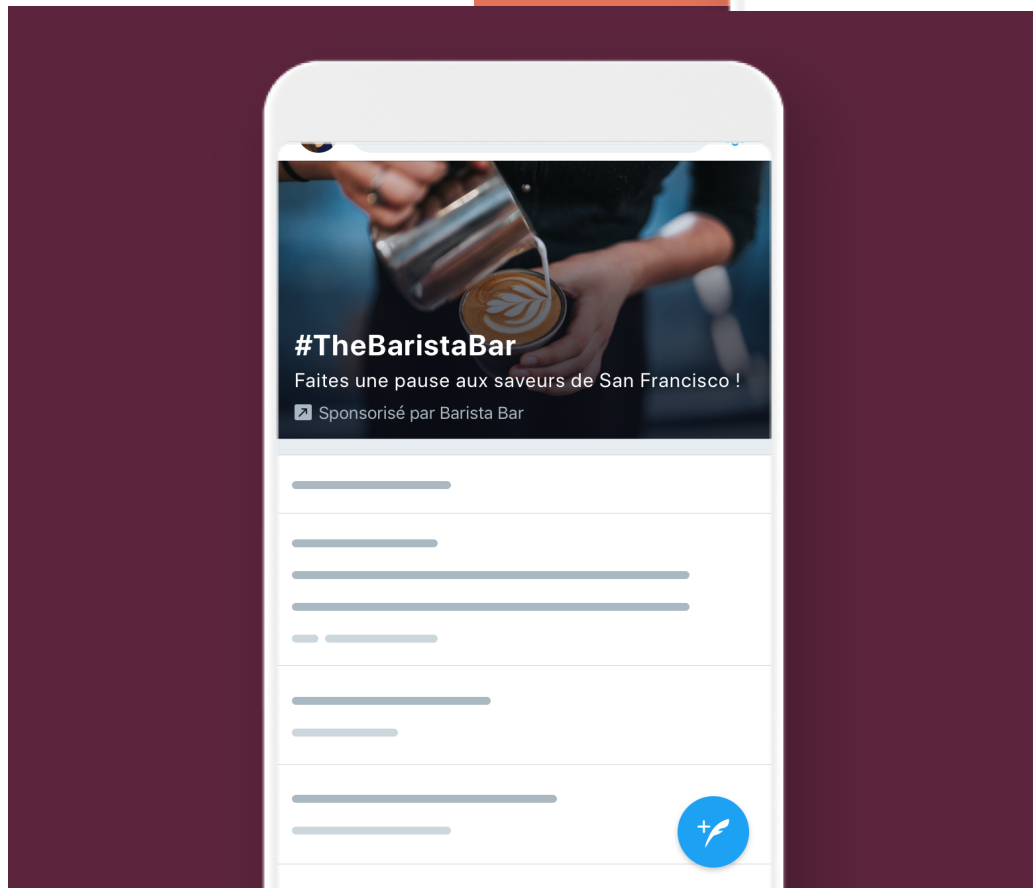 #TheBaristaBar
Faites une pause aux saveurs de San Francisco !
Sponsorisé par Barista Bar